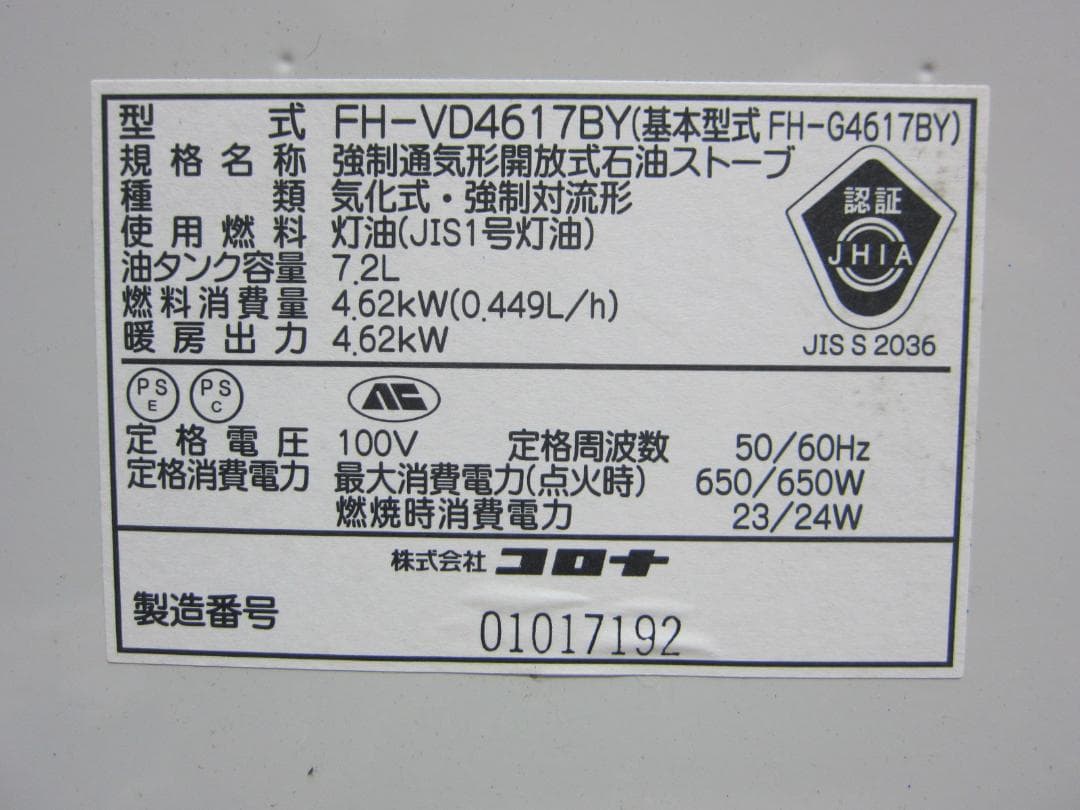 型式 FH-VD4617BY(基本型式 FH-G4617BY)
規格名称 強制通気形開放式石油ストーブ
種類 気化式・強制対流形
使用燃料 灯油(JIS1号灯油)
油タンク容量 7.2L
燃料消費量 4.62kW(0.449L/h)
暖房出力 4.62kW
認証
JHIA
JIS S 2036
PS E PS C
定格電圧 100V 定格周波数 50/60Hz
定格消費電力 最大消費電力(点火時) 650/650W
燃焼時消費電力 23/24W
株式会社 コロナ
製造番号 01017192